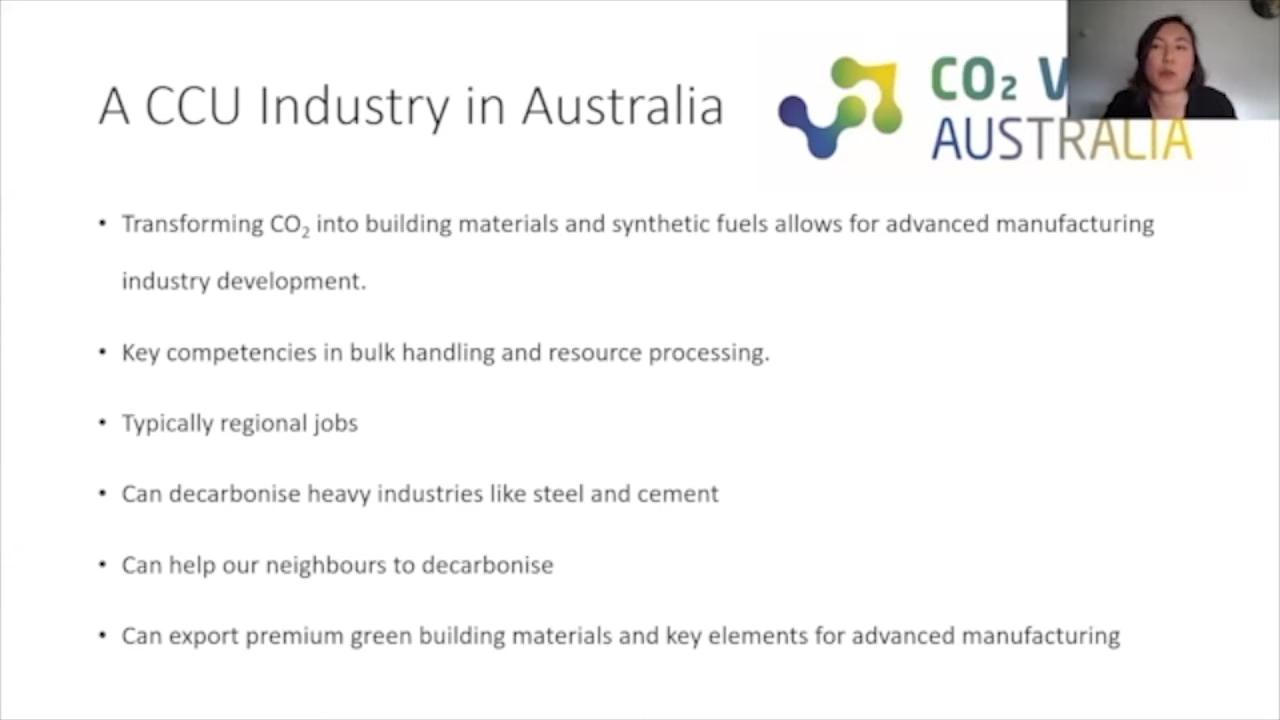 A CCU Industry in Australia
CO₂ V
AUSTRALIA
• Transforming CO₂ into building materials and synthetic fuels allows for advanced manufacturing
industry development.
• Key competencies in bulk handling and resource processing.
• Typically regional jobs
• Can decarbonise heavy industries like steel and cement
• Can help our neighbours to decarbonise
• Can export premium green building materials and key elements for advanced manufacturing